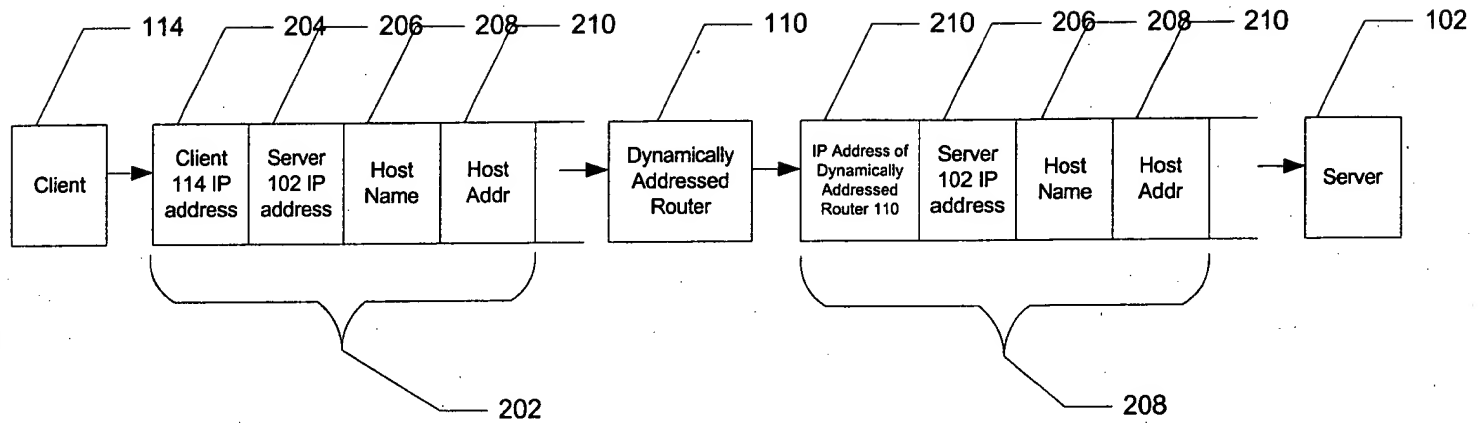 114 204 206 208 210 110 210 206 208 210 102
Client
Client
114 IP
address
Server
102 IP
address
Host
Name
Host
Addr
Dynamically
Addressed
Router
IP Address of
Dynamically
Addressed
Router 110
Server
102 IP
address
Host
Name
Host
Addr
Server
202
208